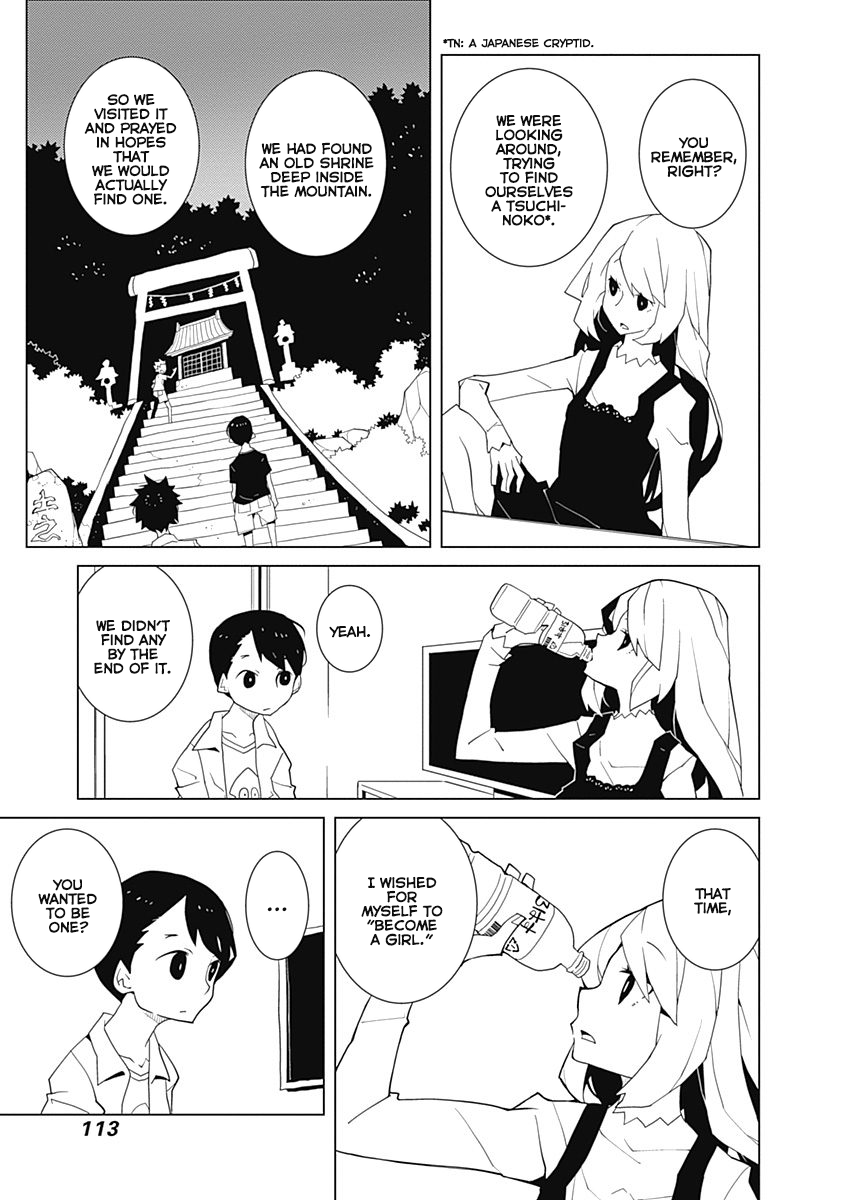 *TN: A JAPANESE CRYPTID.
YOU
REMEMBER,
RIGHT?
WE WERE
LOOKING
AROUND,
TRYING
TO FIND
OURSELVES
A TSUCHI-
NOKO*.
WE HAD FOUND
AN OLD SHRINE
DEEP INSIDE
THE MOUNTAIN.
SO WE
VISITED IT
AND PRAYED
IN HOPES
THAT
WE WOULD
ACTUALLY
FIND ONE.
土之
YEAH.
WE DIDN'T
FIND ANY
BY THE
END OF IT.
THAT
TIME,
I WISHED
FOR
MYSELF TO
"BECOME
A GIRL."
...
YOU
WANTED
TO BE
ONE?
113